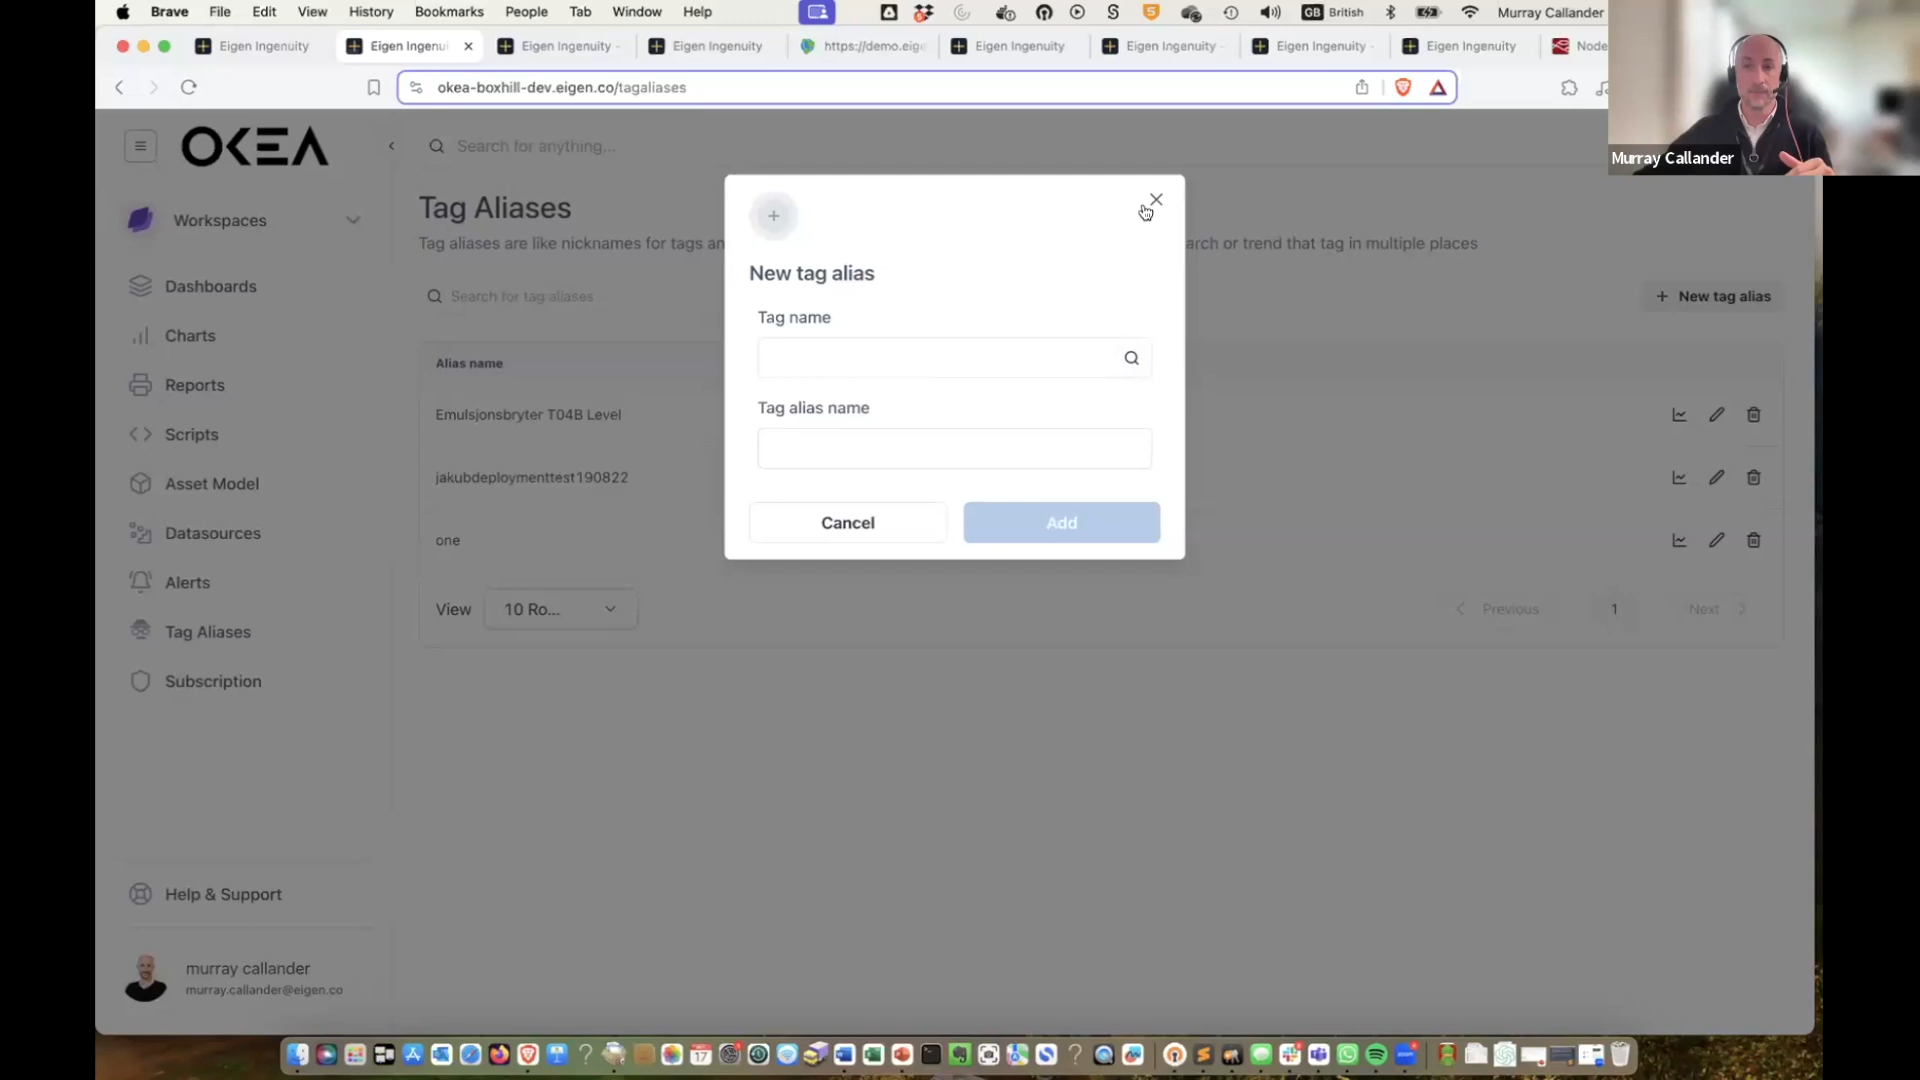 Brave File Edit View History Bookmarks People Tab Window Help GB British Murray Callander
Eigen Ingenuity Eigen Ingenui Eigen Ingenuity - Eigen Ingenuity https://demo.eige Eigen Ingenuity Eigen Ingenuity - Eigen Ingenuity - Eigen Ingenuity Node
okea-boxhill-dev.eigen.co/tagaliases
Murray Callander
OKEA
Search for anything...
Workspaces
Dashboards
Charts
Reports
Scripts
Asset Model
Datasources
Alerts
Tag Aliases
Subscription
Help & Support
murray callander
murray.callander@eigen.co
Tag Aliases
Tag aliases are like nicknames for tags an
arch or trend that tag in multiple places
Search for tag aliases
New tag alias
Alias name
Emulsjonsbryter T04B Level
jakubdeploymenttest190822
one
View 10 Ro...
Previous 1 Next
New tag alias
Tag name
Tag alias name
Cancel Add
17